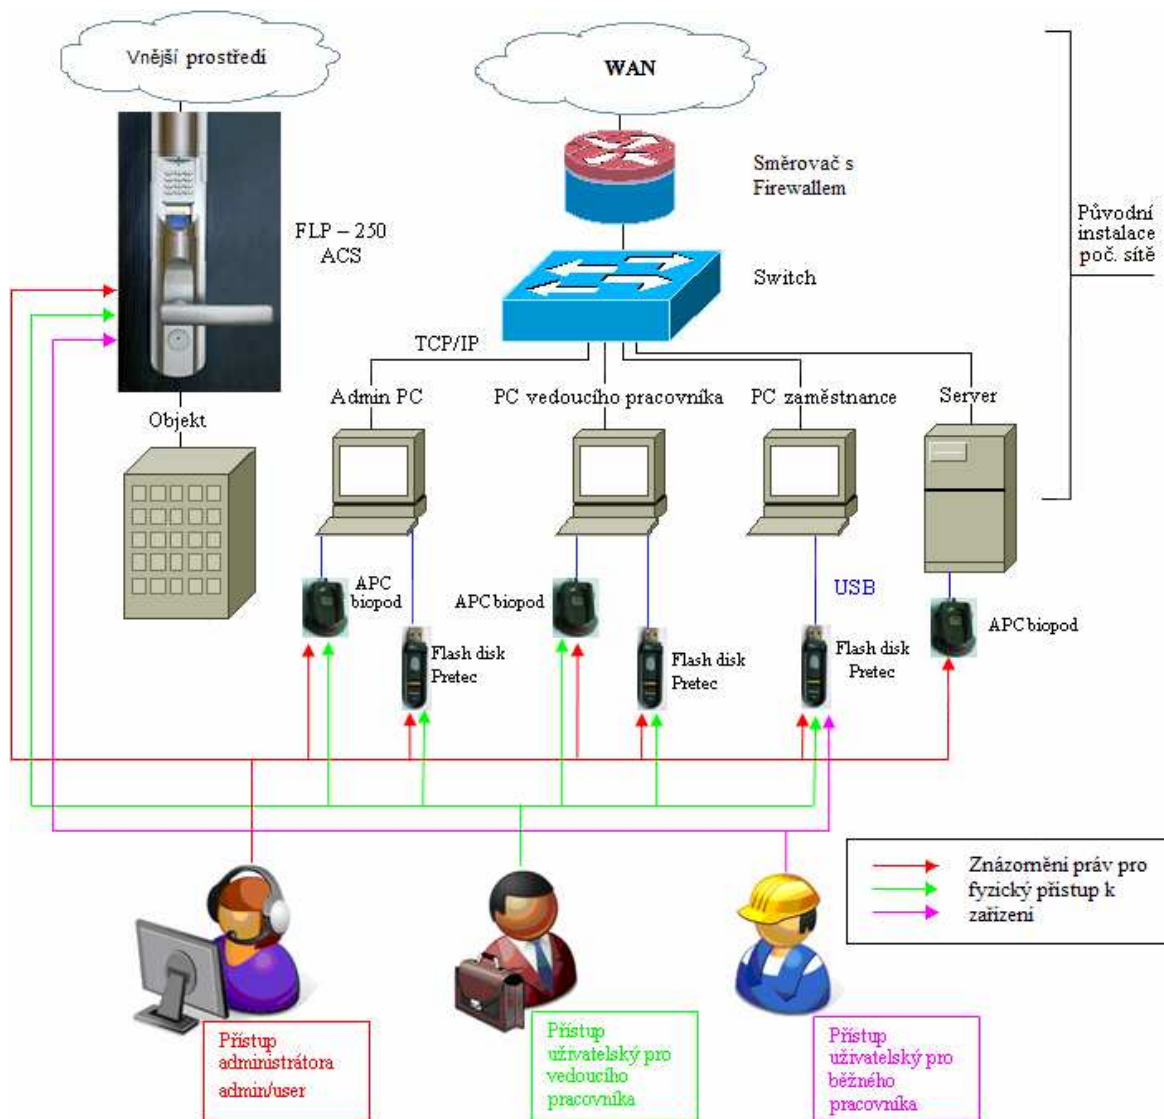 Vnější prostředí
WAN
Směrovač s
Firewallem
FLP – 250
ACS
Původní
instalace
poč. sítě
Switch
TCP/IP
Admin PC
PC vedoucího pracovníka
PC zaměstnance
Server
Objekt
APC
biopod
APC biopod
USB
APC biopod
Flash disk
Pretec
Flash disk
Pretec
Flash disk
Pretec
Znázornění práv pro
fyzický přístup k
zařízení
Přístup
administrátora
admin/user
Přístup
uživatelský pro
vedoucího
pracovníka
Přístup
uživatelský pro
běžného
pracovníka